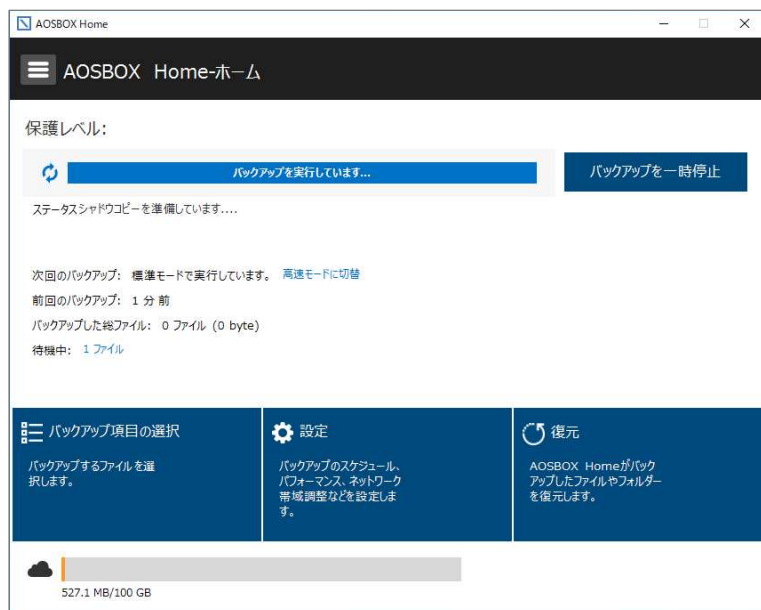 AOSBOX Home
AOSBOX Home-ホーム
保護レベル:
バックアップを実行しています...
バックアップを一時停止
ステータスシャドウコピーを準備しています....
次回のバックアップ: 標準モードで実行しています。 高速モードに切替
前回のバックアップ: 1 分 前
バックアップした総ファイル: 0 ファイル (0 byte)
待機中: 1 ファイル
バックアップ項目の選択
バックアップするファイルを選
択します。
設定
バックアップのスケジュール、
パフォーマンス、ネットワーク
帯域調整などを設定しま
す。
復元
AOSBOX Homeがバック
アップしたファイルやフォルダー
を復元します。
527.1 MB/100 GB